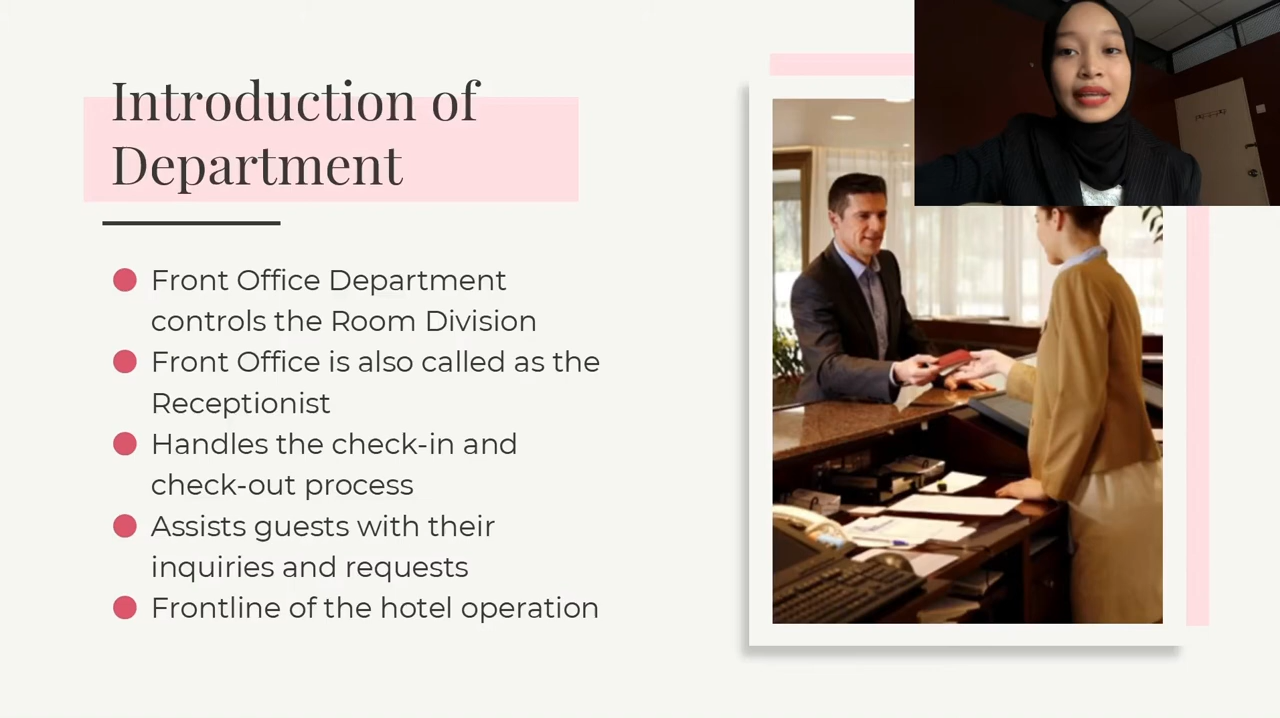 Introduction of
Department
Front Office Department
controls the Room Division
Front Office is also called as the
Receptionist
Handles the check-in and
check-out process
Assists guests with their
inquiries and requests
Frontline of the hotel operation